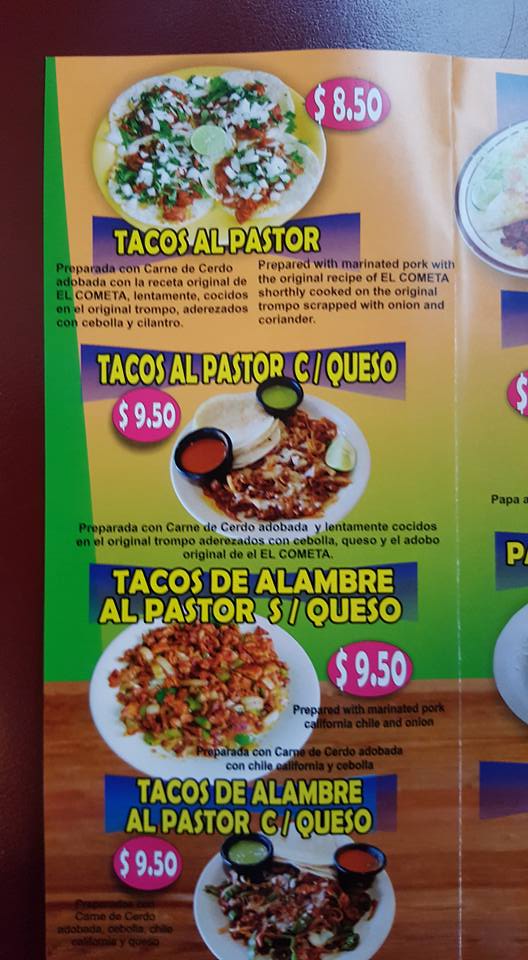 $ 8.50
TACOS AL PASTOR
Preparada con Carne de Cerdo
adobada con la receta original de
EL COMETA, lentamente, cocidos
en el original trompo, aderezados
con cebolla y cilantro.
Prepared with marinated pork with
the original recipe of EL COMETA
shorthly cooked on the original
trompo scrapped with onion and
coriander.
TACOS AL PASTOR C / QUESO
$ 9.50
Preparada con Carne de Cerdo adobada y lentamente cocidos
en el original trompo aderezados con cebolla, queso y el adobo
original de el EL COMETA.
TACOS DE ALAMBRE
AL PASTOR S / QUESO
$ 9.50
Prepared with marinated pork
california chile and onion
Preparada con Carne de Cerdo adobada
con chile california y cebolla
TACOS DE ALAMBRE
AL PASTOR C / QUESO
$ 9.50
Preparadas con
Carne de Cerdo
adobada, cebolla, chile
california y queso
$
Papa